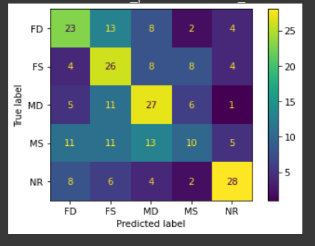 FD 23 13 8 2 4
25
FS 4 26 8 8 4
20
True label
MD 5 11 27 6 1
15
10
MS 11 11 13 10 5
5
NR 8 6 4 2 28
FD FS MD MS NR
Predicted label